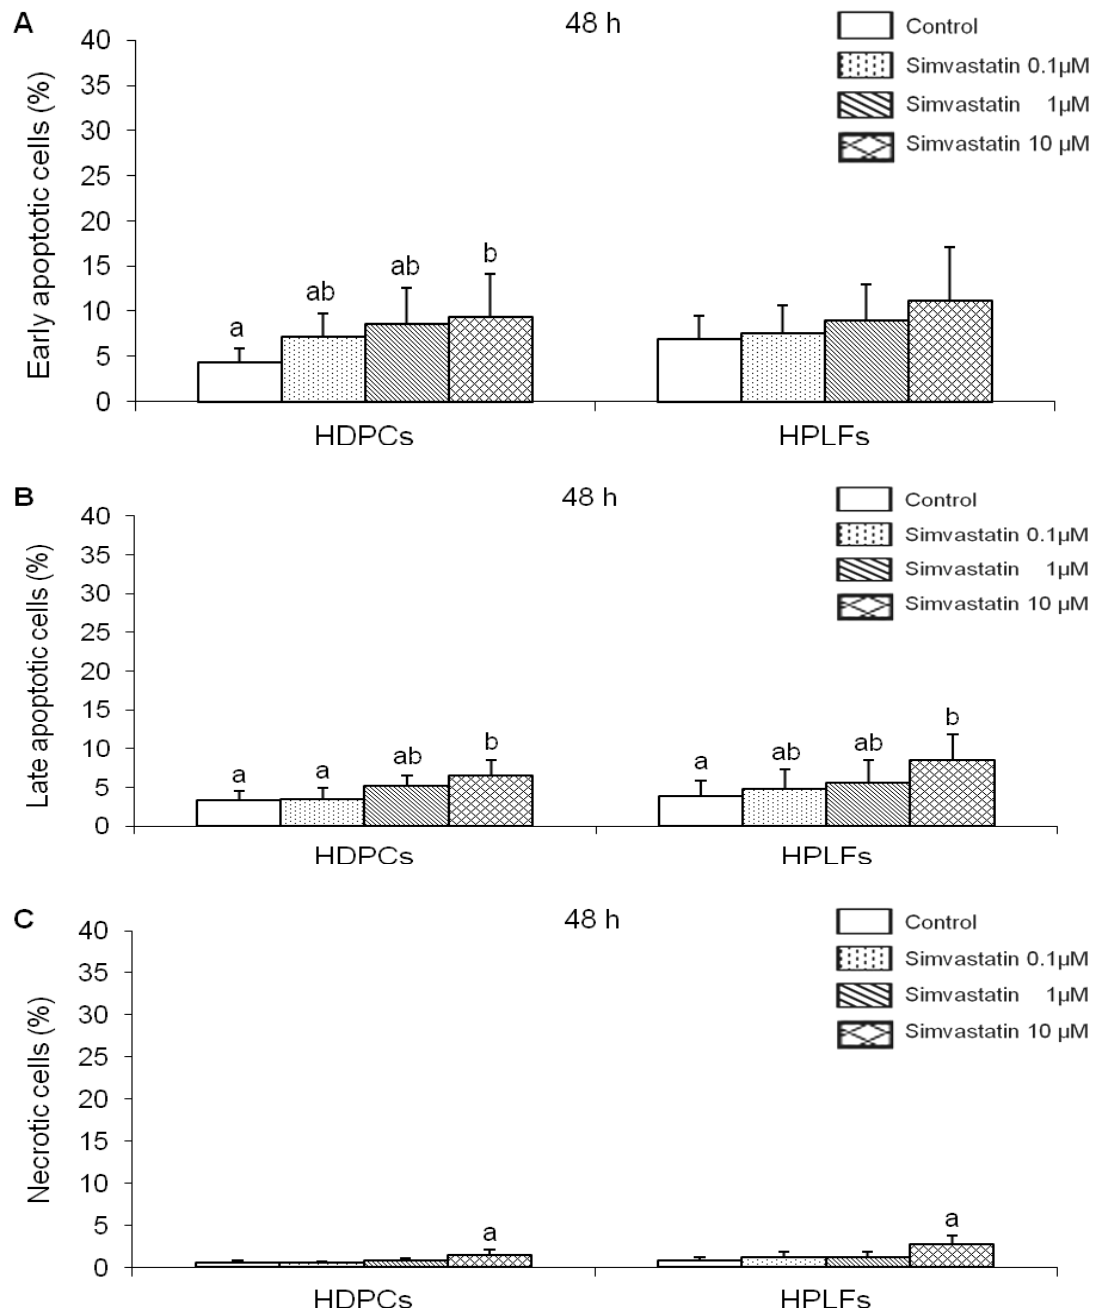 A
48 h
Control
Simvastatin 0.1µM
Simvastatin 1µM
Simvastatin 10 µM
Early apoptotic cells (%)
40
35
30
25
20
15
10
5
0
a
ab
ab
b
HDPCs
HPLFs
B
48 h
Control
Simvastatin 0.1µM
Simvastatin 1µM
Simvastatin 10 µM
Late apoptotic cells (%)
40
35
30
25
20
15
10
5
0
a
a
ab
b
a
ab
ab
b
HDPCs
HPLFs
C
48 h
Control
Simvastatin 0.1µM
Simvastatin 1µM
Simvastatin 10 µM
Necrotic cells (%)
40
35
30
25
20
15
10
5
0
a
a
HDPCs
HPLFs